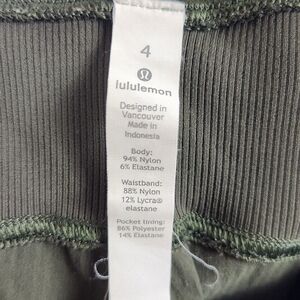 4
lululemon
Designed in
Vancouver
Made in
Indonesia
Body:
94% Nylon
6% Elastane
Waistband:
88% Nylon
12% Lycra®
elastane
Pocket lining:
86% Polyester
14% Elastane